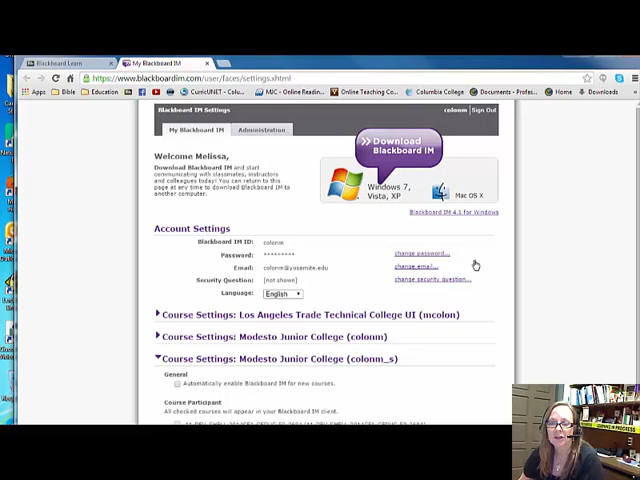 Blackboard Learn
My Blackboard IM
https://www.blackboardim.com/user/faces/settings.xhtml
Apps
Bible
Education
CurricUNET - Curric...
MJC - Online Readin...
Online Teaching Co...
Columbia College
Documents - Profes...
Home
Downloads
Blackboard IM Settings
colonm | Sign Out
My Blackboard IM
Administration
Welcome Melissa,
Download Blackboard IM and start
communicating with classmates, instructors
and colleagues today! You can return to this
page at any time to download Blackboard IM to
another computer.
Download
Blackboard IM
Windows 7,
Vista, XP
Mac OS X
Blackboard IM 4.1 for Windows
Account Settings
Blackboard IM ID: colonm
Password: ********* change password...
Email: colonm@yosemite.edu change email...
Security Question: [not shown] change security question...
Language: English
Course Settings: Los Angeles Trade Technical College UI (mcolon)
Course Settings: Modesto Junior College (colonm)
Course Settings: Modesto Junior College (colonm_s)
General
Automatically enable Blackboard IM for new courses.
Course Participant
All checked courses will appear in your Blackboard IM client.
LEARNING IN PROGRESS